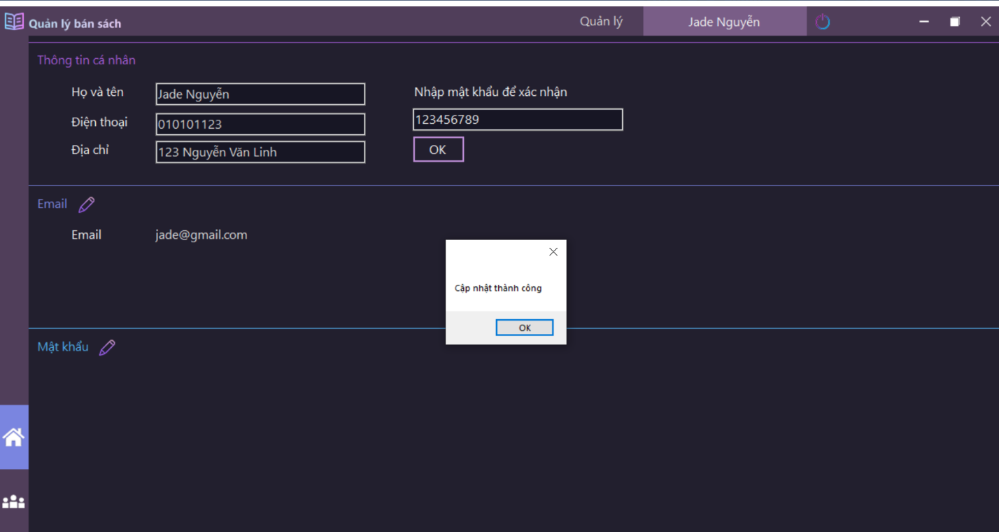 Quản lý bán sách
Quản lý
Jade Nguyễn
Thông tin cá nhân
Họ và tên
Jade Nguyễn
Nhập mật khẩu để xác nhận
Điện thoại
010101123
123456789
Địa chỉ
123 Nguyễn Văn Linh
OK
Email
Email
jade@gmail.com
Cập nhật thành công
OK
Mật khẩu